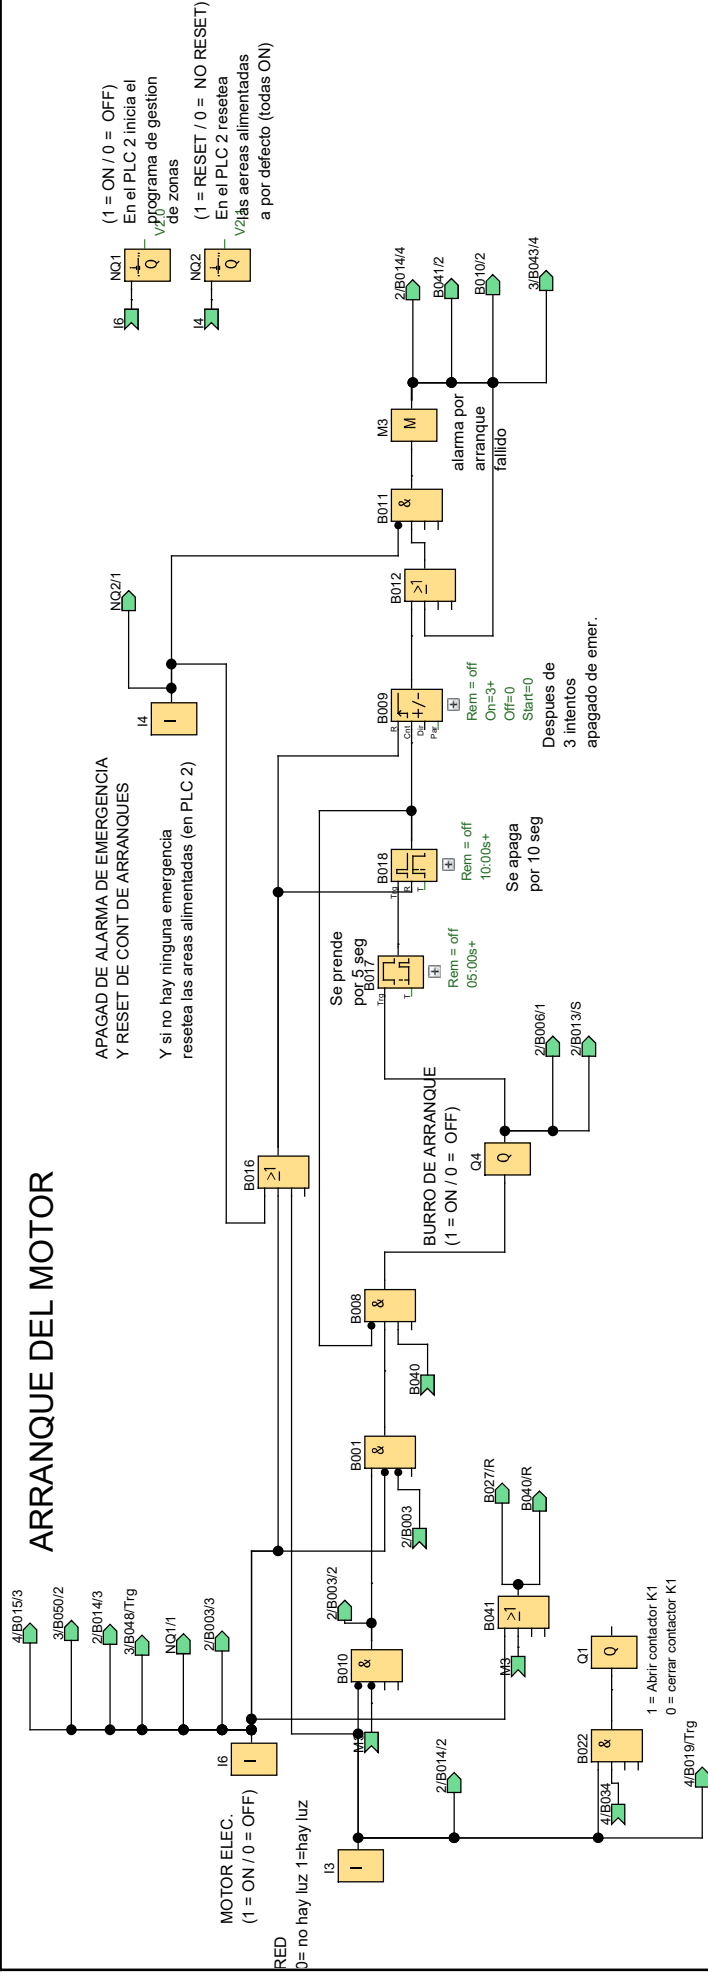 ARRANQUE DEL MOTOR
4/B015/3
3/B050/2
2/B014/3
3/B048/Trg
NQ1/1
2/B003/3
I6
I
MOTOR ELEC.
(1 = ON / 0 = OFF)
RED
0= no hay luz 1=hay luz
I3
I
2/B014/2
4/B019/Trg
B010
&
2/B003/2
B022
&
4/B034
Q1
Q
1 = Abrir contactor K1
0 = cerrar contactor K1
B041
≥1
M3
B027/R
B040/R
B001
&
2/B003
B008
&
B040
B016
≥1
BURRO DE ARRANQUE
(1 = ON / 0 = OFF)
Q4
Q
2/B006/1
2/B013/S
APAGAD DE ALARMA DE EMERGENCIA
Y RESET DE CONT DE ARRANQUES
Y si no hay ninguna emergencia
resetea las areas alimentadas (en PLC 2)
I4
I
NQ2/1
Se prende
por 5 seg
B017
Trg
T
Rem = off
05:00s+
B018
Trg
R
T
Rem = off
10:00s+
Se apaga
por 10 seg
B009
R
Cnt
Dir
Par
+/-
Rem = off
On=3+
Off=0
Start=0
Despues de
3 intentos
apagado de emer.
B012
≥1
B011
&
M3
M
alarma por
arranque
fallido
2/B014/4
B041/2
B010/2
3/B043/4
I6
NQ1
Q
V2.0
(1 = ON / 0 = OFF)
En el PLC 2 inicia el
programa de gestion
de zonas
I4
NQ2
Q
(1 = RESET / 0 = NO RESET)
En el PLC 2 resetea
las aereas alimentadas
a por defecto (todas ON)